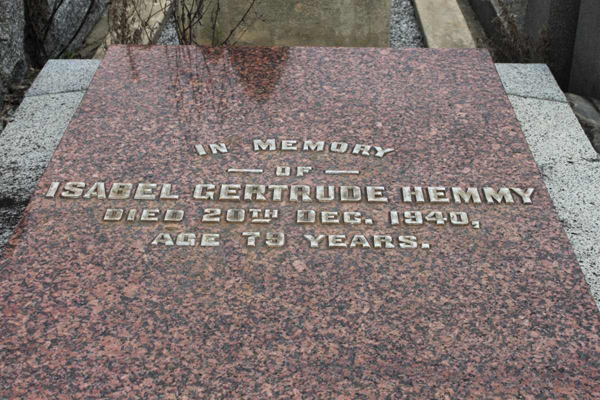 IN MEMORY
— OF —
ISABEL GERTRUDE HEMMY
DIED 20TH DEC. 1940,
AGE 79 YEARS.